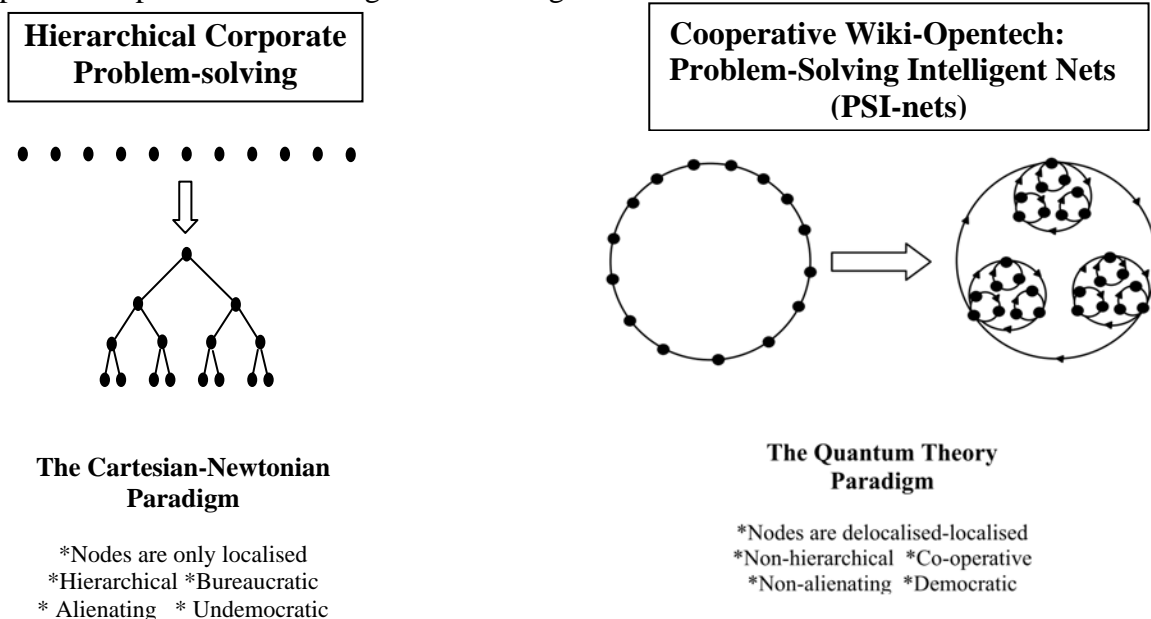 Hierarchical Corporate
Problem-solving
Cooperative Wiki-Opentech:
Problem-Solving Intelligent Nets
(PSI-nets)
The Cartesian-Newtonian
Paradigm
*Nodes are only localised
*Hierarchical *Bureaucratic
* Alienating * Undemocratic
The Quantum Theory
Paradigm
*Nodes are delocalised-localised
*Non-hierarchical *Co-operative
*Non-alienating *Democratic